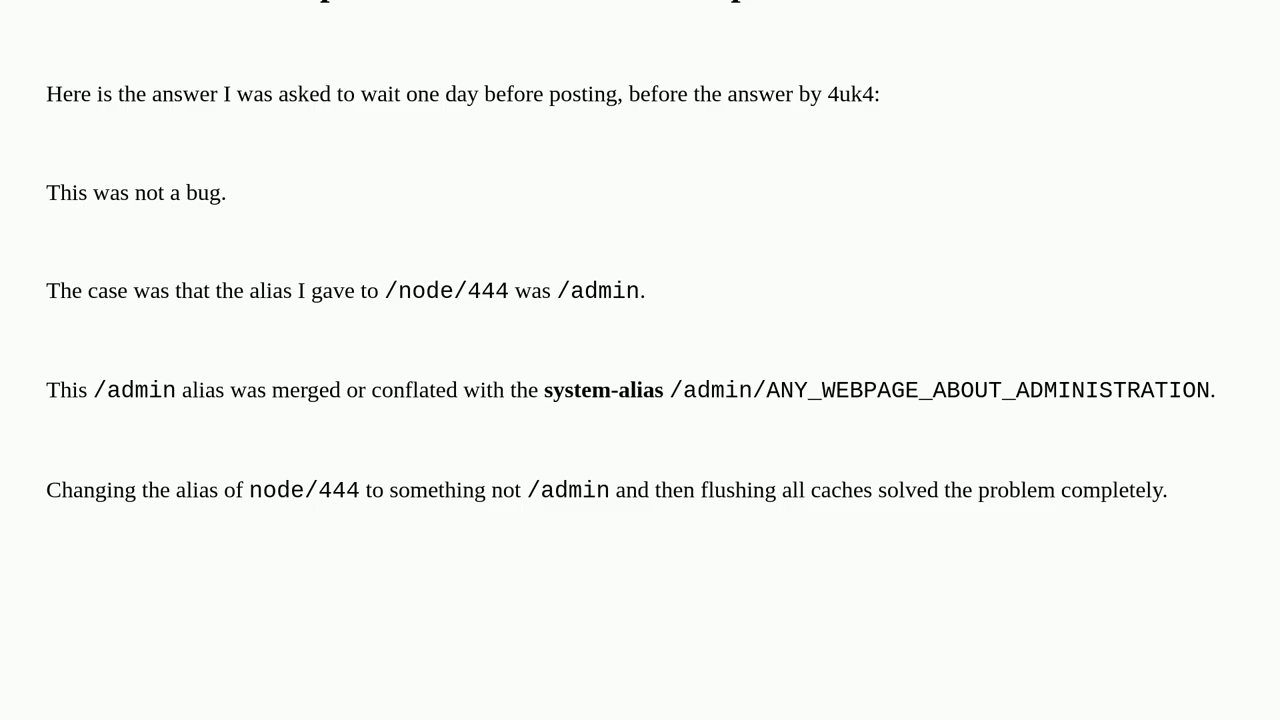 Here is the answer I was asked to wait one day before posting, before the answer by 4uk4:
This was not a bug.
The case was that the alias I gave to /node/444 was /admin.
This /admin alias was merged or conflated with the system-alias /admin/ANY_WEBPAGE_ABOUT_ADMINISTRATION.
Changing the alias of node/444 to something not /admin and then flushing all caches solved the problem completely.